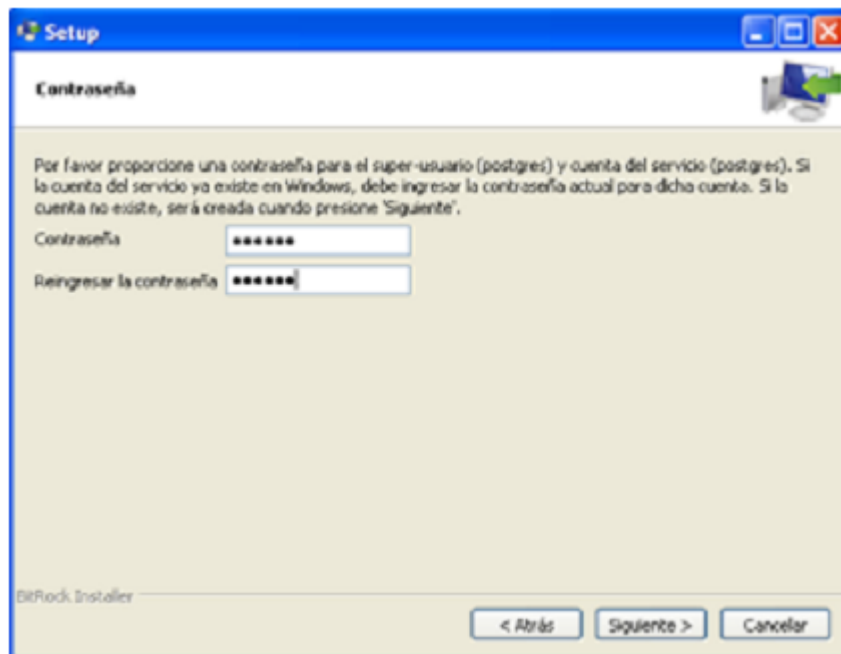 Setup
Contraseña
Por favor proporcione una contraseña para el super-usuario (postgres) y cuenta del servicio (postgres). Si
la cuenta del servicio ya existe en Windows, debe ingresar la contraseña actual para dicha cuenta. Si la
cuenta no existe, será creada cuando presione 'Siguiente'.
Contraseña ••••••
Reingresar la contraseña ••••••
BitRock Installer
< Atrás Siguiente > Cancelar